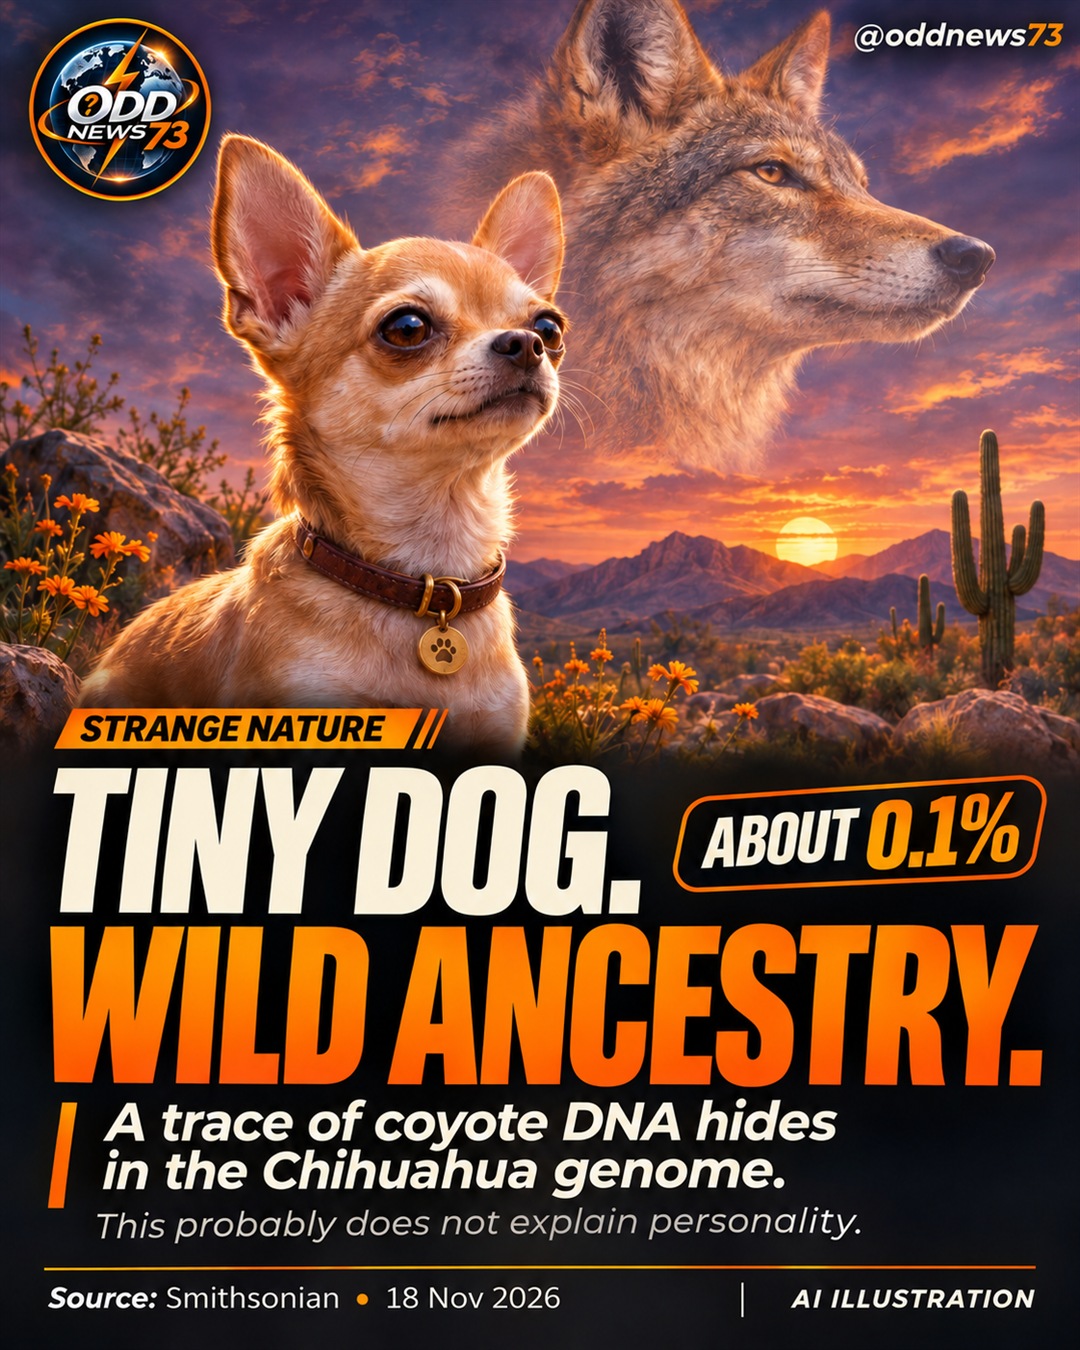 ODD
NEWS73
@oddnews73
STRANGE NATURE
TINY DOG.
ABOUT 0.1%
WILD ANCESTRY.
A trace of coyote DNA hides
in the Chihuahua genome.
This probably does not explain personality.
Source: Smithsonian • 18 Nov 2026 | AI ILLUSTRATION